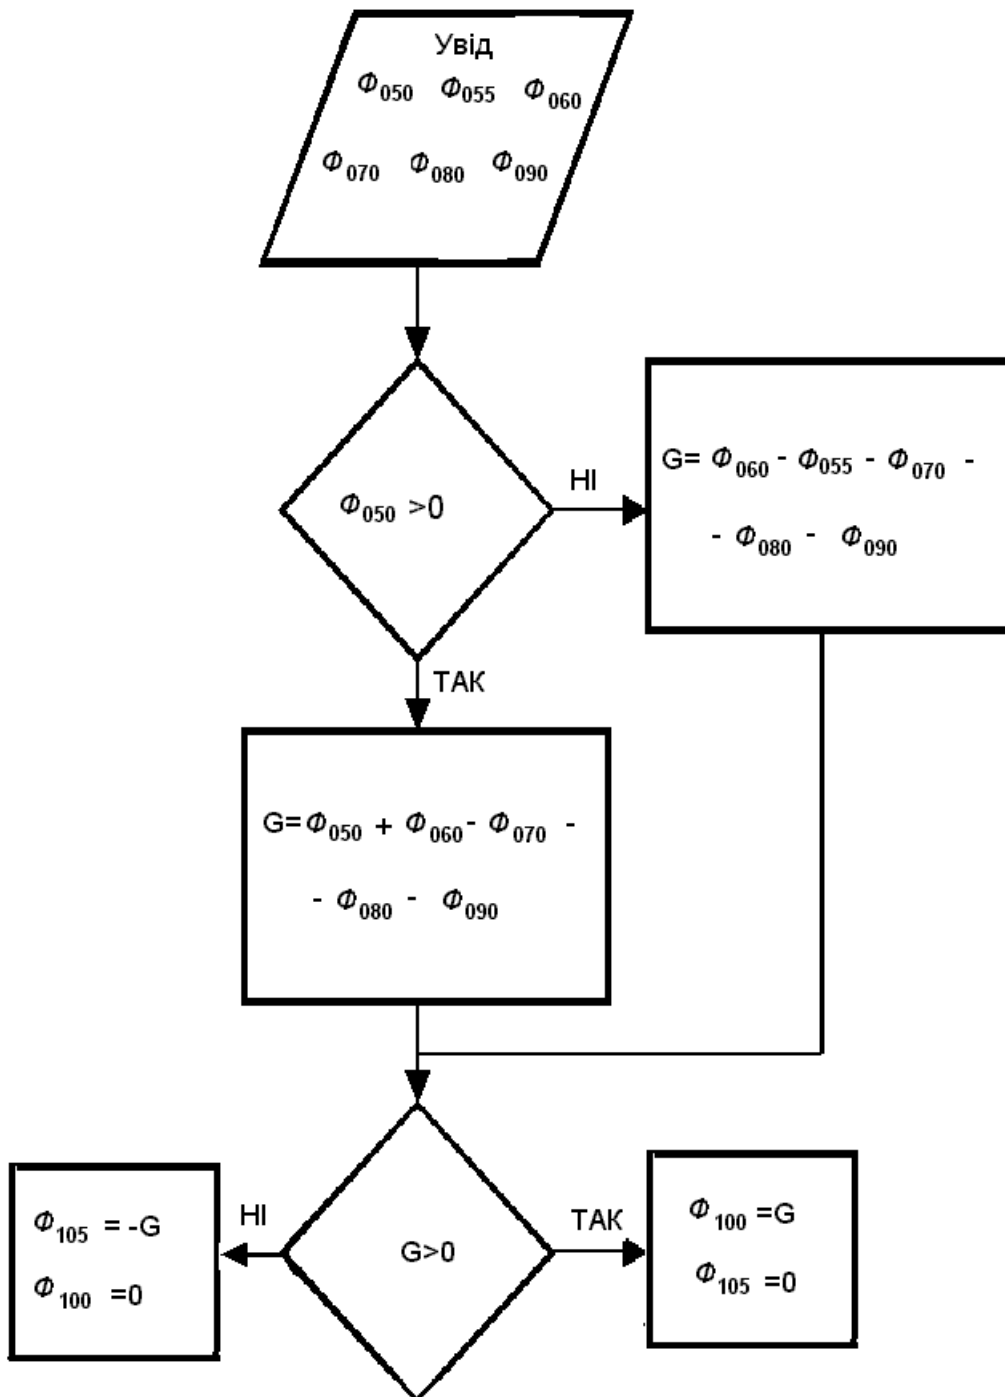 Увід
Ф050 Ф055 Ф060
Ф070 Ф080 Ф090
Ф050 >0
НІ
G= Ф060 - Ф055 - Ф070 -
- Ф080 - Ф090
ТАК
G=Ф050 + Ф060 - Ф070 -
- Ф080 - Ф090
G>0
НІ
Ф105 = -G
Ф100 =0
ТАК
Ф100 =G
Ф105 =0